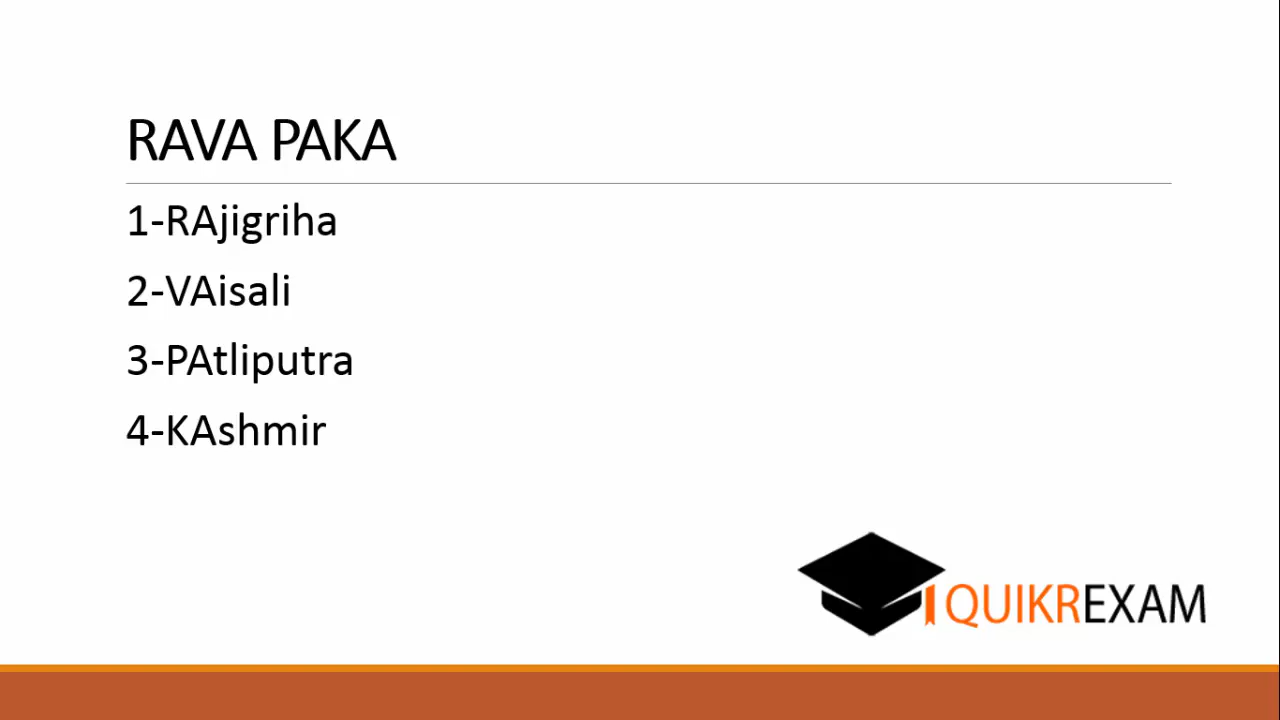 RAVA PAKA
1-RAjigriha
2-VAisali
3-PAtliputra
4-KAshmir
QUIKREXAM